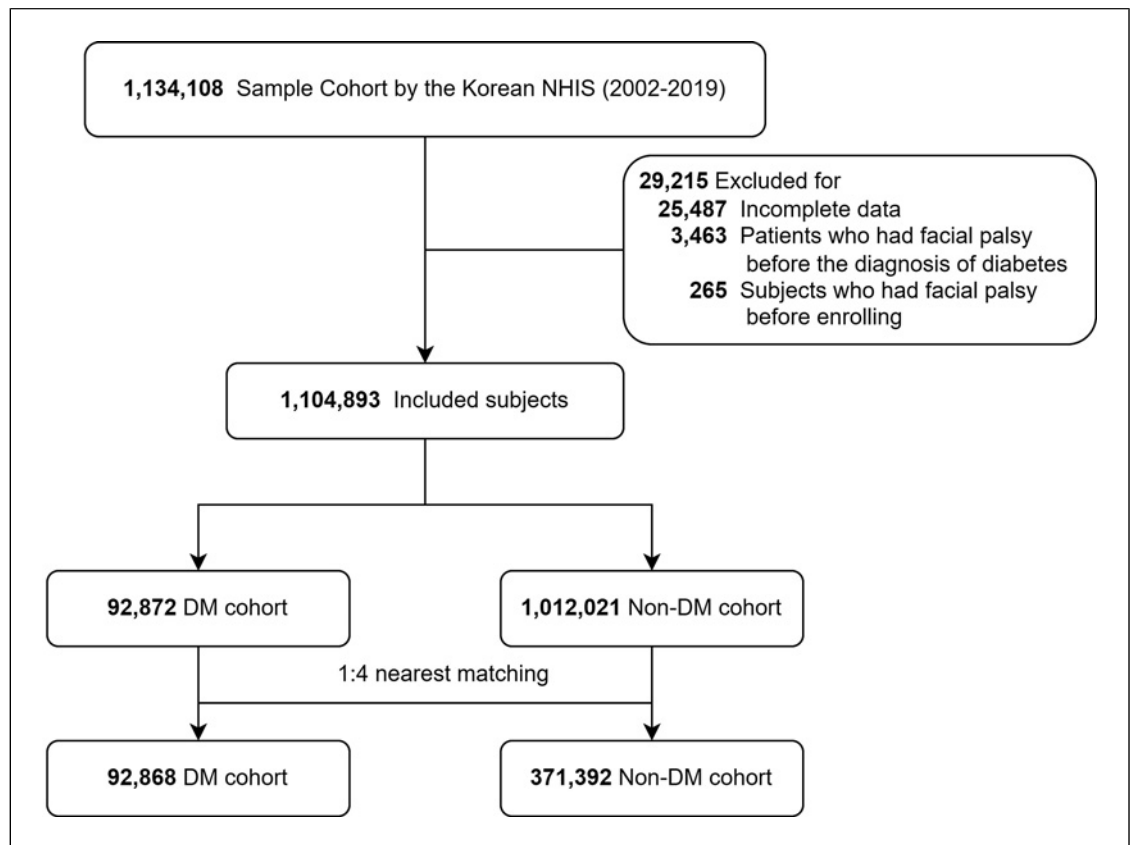 1,134,108 Sample Cohort by the Korean NHIS (2002-2019)
29,215 Excluded for
25,487 Incomplete data
3,463 Patients who had facial palsy
before the diagnosis of diabetes
265 Subjects who had facial palsy
before enrolling
1,104,893 Included subjects
92,872 DM cohort
1,012,021 Non-DM cohort
1:4 nearest matching
92,868 DM cohort
371,392 Non-DM cohort